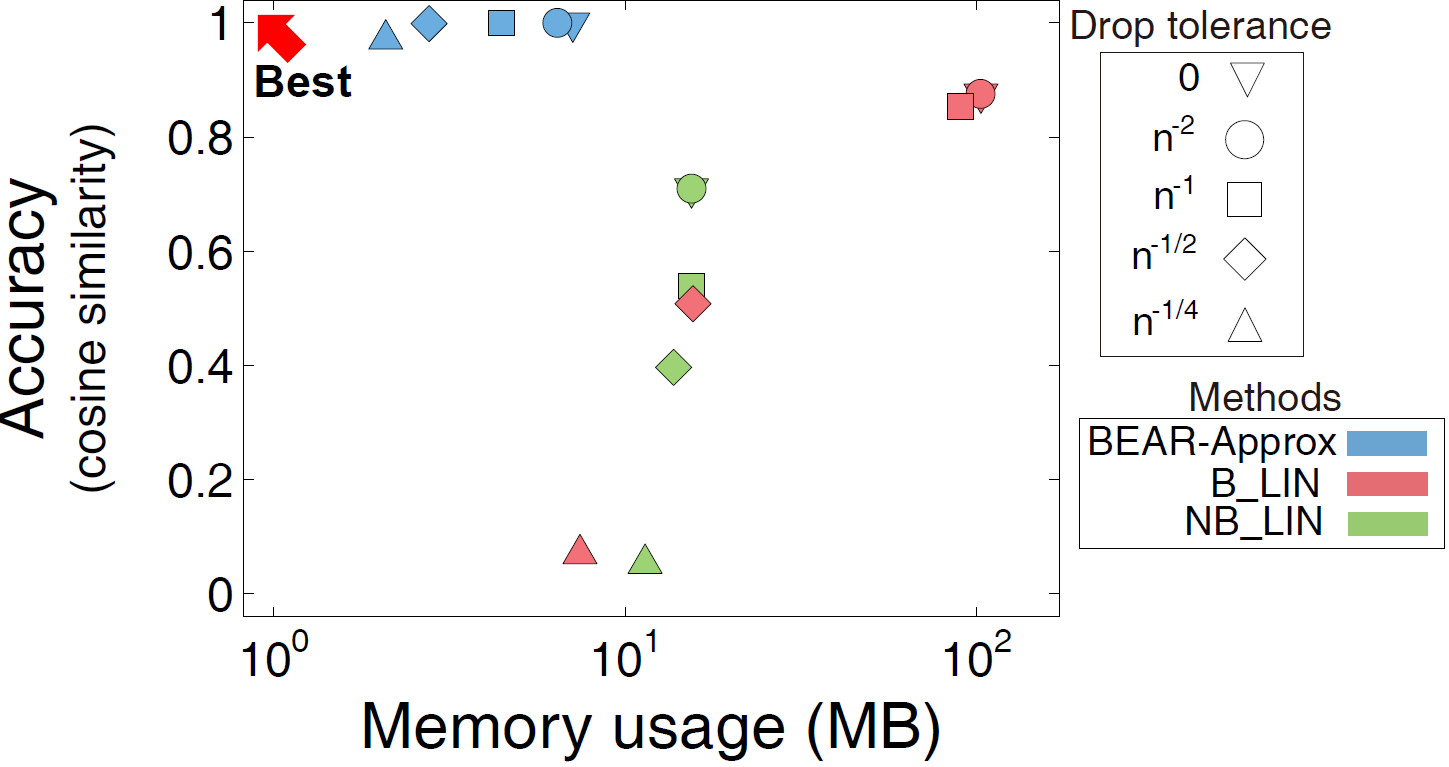 Accuracy
(cosine similarity)
1
0.8
0.6
0.4
0.2
0
Best
10^0
10^1
10^2
Memory usage (MB)
Drop tolerance
0
n^-2
n^-1
n^-1/2
n^-1/4
Methods
BEAR-Approx
B_LIN
NB_LIN